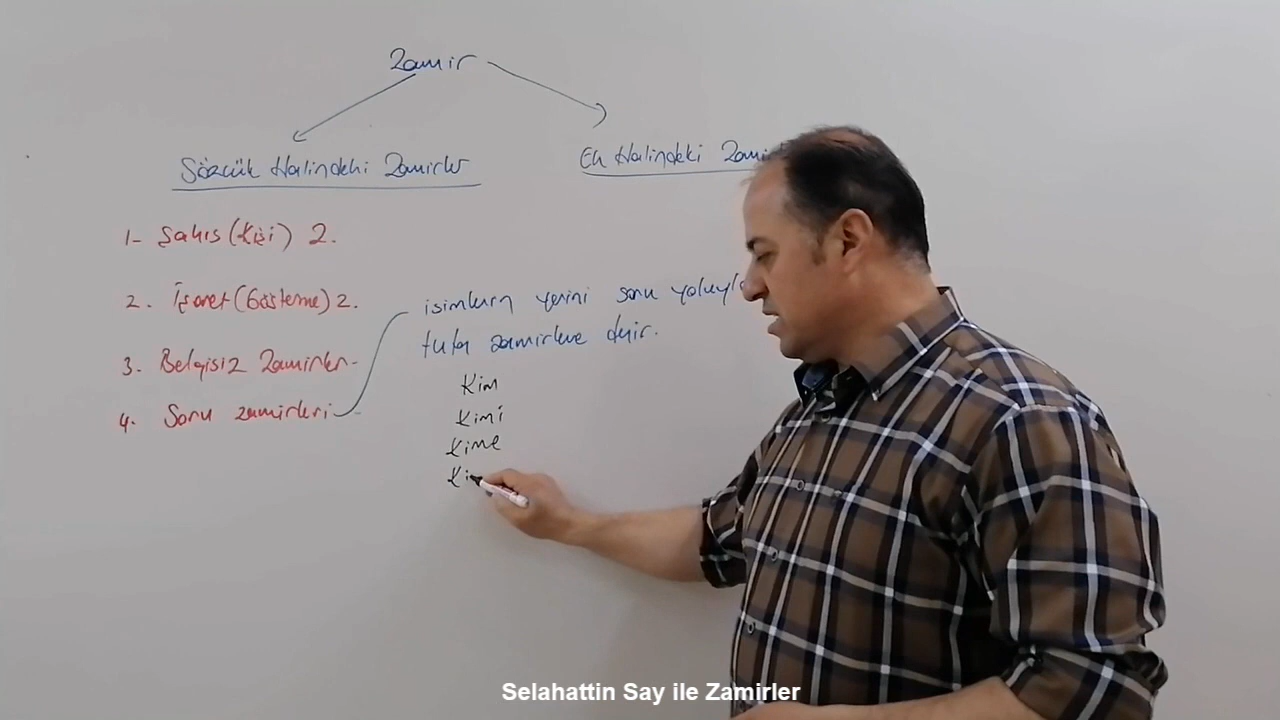 Zamir
Sözcük Halindeki Zamirler
Ek Halindeki Zami
1- Şahıs (Kişi) Z.
2. İşaret (Gösterme) Z.
3. Belgisiz Zamirler
4. Soru zamirleri
isimlerin yerini soru yoluyla
tutan zamirlere denir.
Kim
Kimi
Kime
Ki
Selahattin Say ile Zamirler